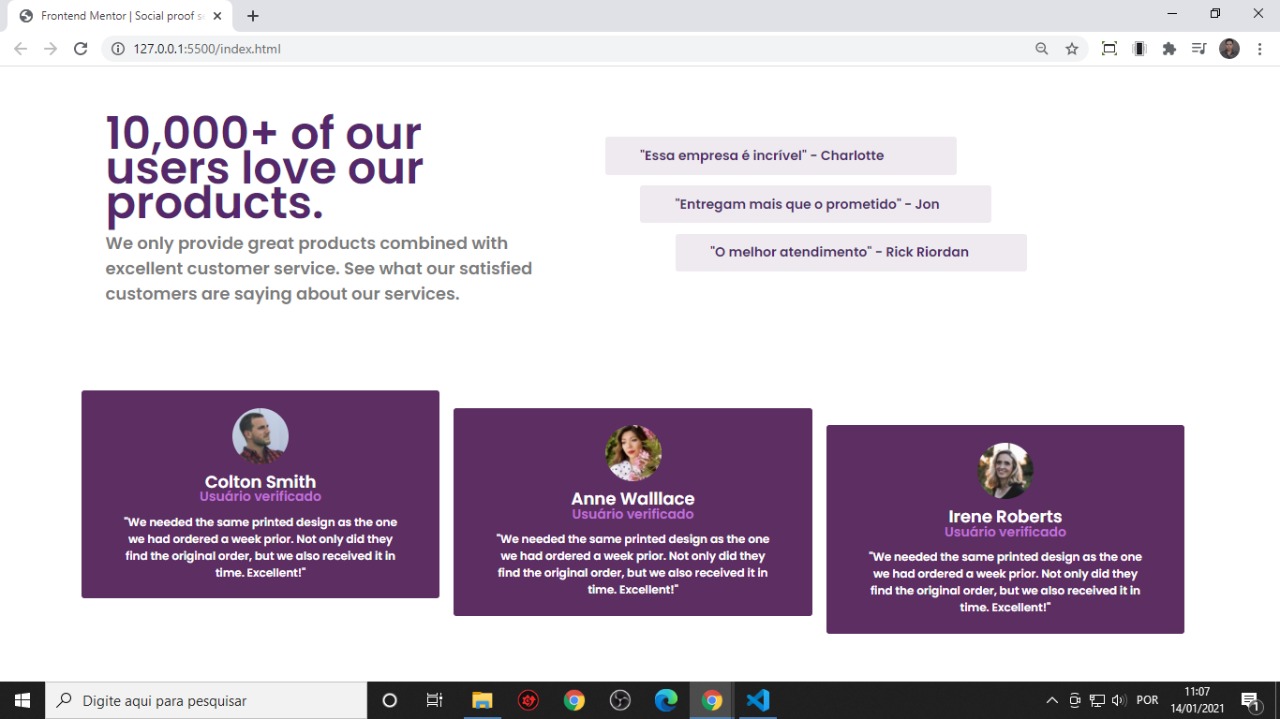 Frontend Mentor | Social proof se
127.0.0.1:5500/index.html
10,000+ of our
users love our
products.
We only provide great products combined with
excellent customer service. See what our satisfied
customers are saying about our services.
"Essa empresa é incrível" - Charlotte
"Entregam mais que o prometido" - Jon
"O melhor atendimento" - Rick Riordan
Colton Smith
Usuário verificado
"We needed the same printed design as the one
we had ordered a week prior. Not only did they
find the original order, but we also received it in
time. Excellent!"
Anne Walllace
Usuário verificado
"We needed the same printed design as the one
we had ordered a week prior. Not only did they
find the original order, but we also received it in
time. Excellent!"
Irene Roberts
Usuário verificado
"We needed the same printed design as the one
we had ordered a week prior. Not only did they
find the original order, but we also received it in
time. Excellent!"
Digite aqui para pesquisar
POR
11:07
14/01/2021
1